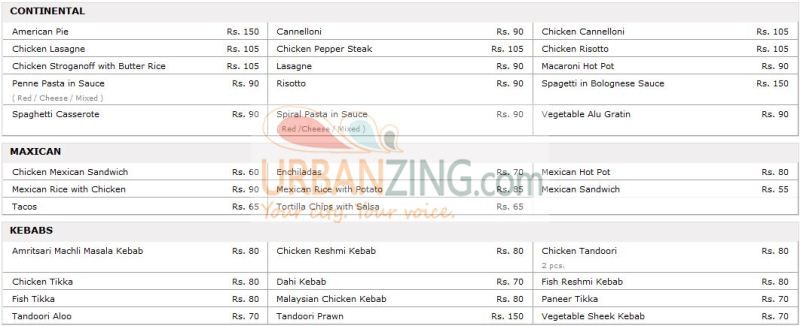 CONTINENTAL
American Pie Rs. 150 Cannelloni Rs. 90 Chicken Cannelloni Rs. 105
Chicken Lasagne Rs. 105 Chicken Pepper Steak Rs. 105 Chicken Risotto Rs. 105
Chicken Stroganoff with Butter Rice Rs. 105 Lasagne Rs. 90 Macaroni Hot Pot Rs. 90
Penne Pasta in Sauce Rs. 90 Risotto Rs. 90 Spagetti in Bolognese Sauce Rs. 150
( Red / Cheese / Mixed )
Spaghetti Casserote Rs. 90 Spiral Pasta in Sauce Rs. 90 Vegetable Alu Gratin Rs. 90
( Red /Cheese / Mixed )
MAXICAN
Chicken Mexican Sandwich Rs. 60 Enchiladas Rs. 70 Mexican Hot Pot Rs. 80
Mexican Rice with Chicken Rs. 90 Mexican Rice with Potato Rs. 85 Mexican Sandwish Rs. 55
Tacos Rs. 65 Tortilla Chips with Salsa Rs. 65
URBANZING.com
Your city. Your voice.
KEBABS
Amritsari Machli Masala Kebab Rs. 80 Chicken Reshmi Kebab Rs. 80 Chicken Tandoori Rs. 80
2 pcs.
Chicken Tikka Rs. 80 Dahi Kebab Rs. 70 Fish Reshmi Kebab Rs. 80
Fish Tikka Rs. 80 Malaysian Chicken Kebab Rs. 80 Paneer Tikka Rs. 70
Tandoori Aloo Rs. 70 Tandoori Prawn Rs. 150 Vegetable Sheek Kebab Rs. 70